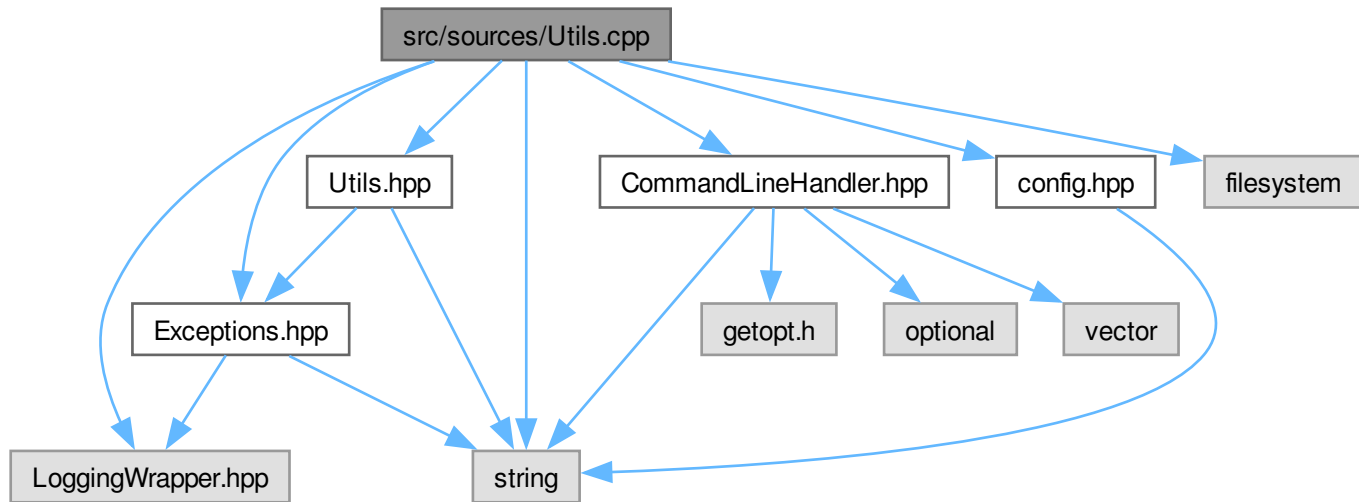 src/sources/Utils.cpp
Utils.hpp
CommandLineHandler.hpp
config.hpp
filesystem
Exceptions.hpp
getopt.h
optional
vector
LoggingWrapper.hpp
string